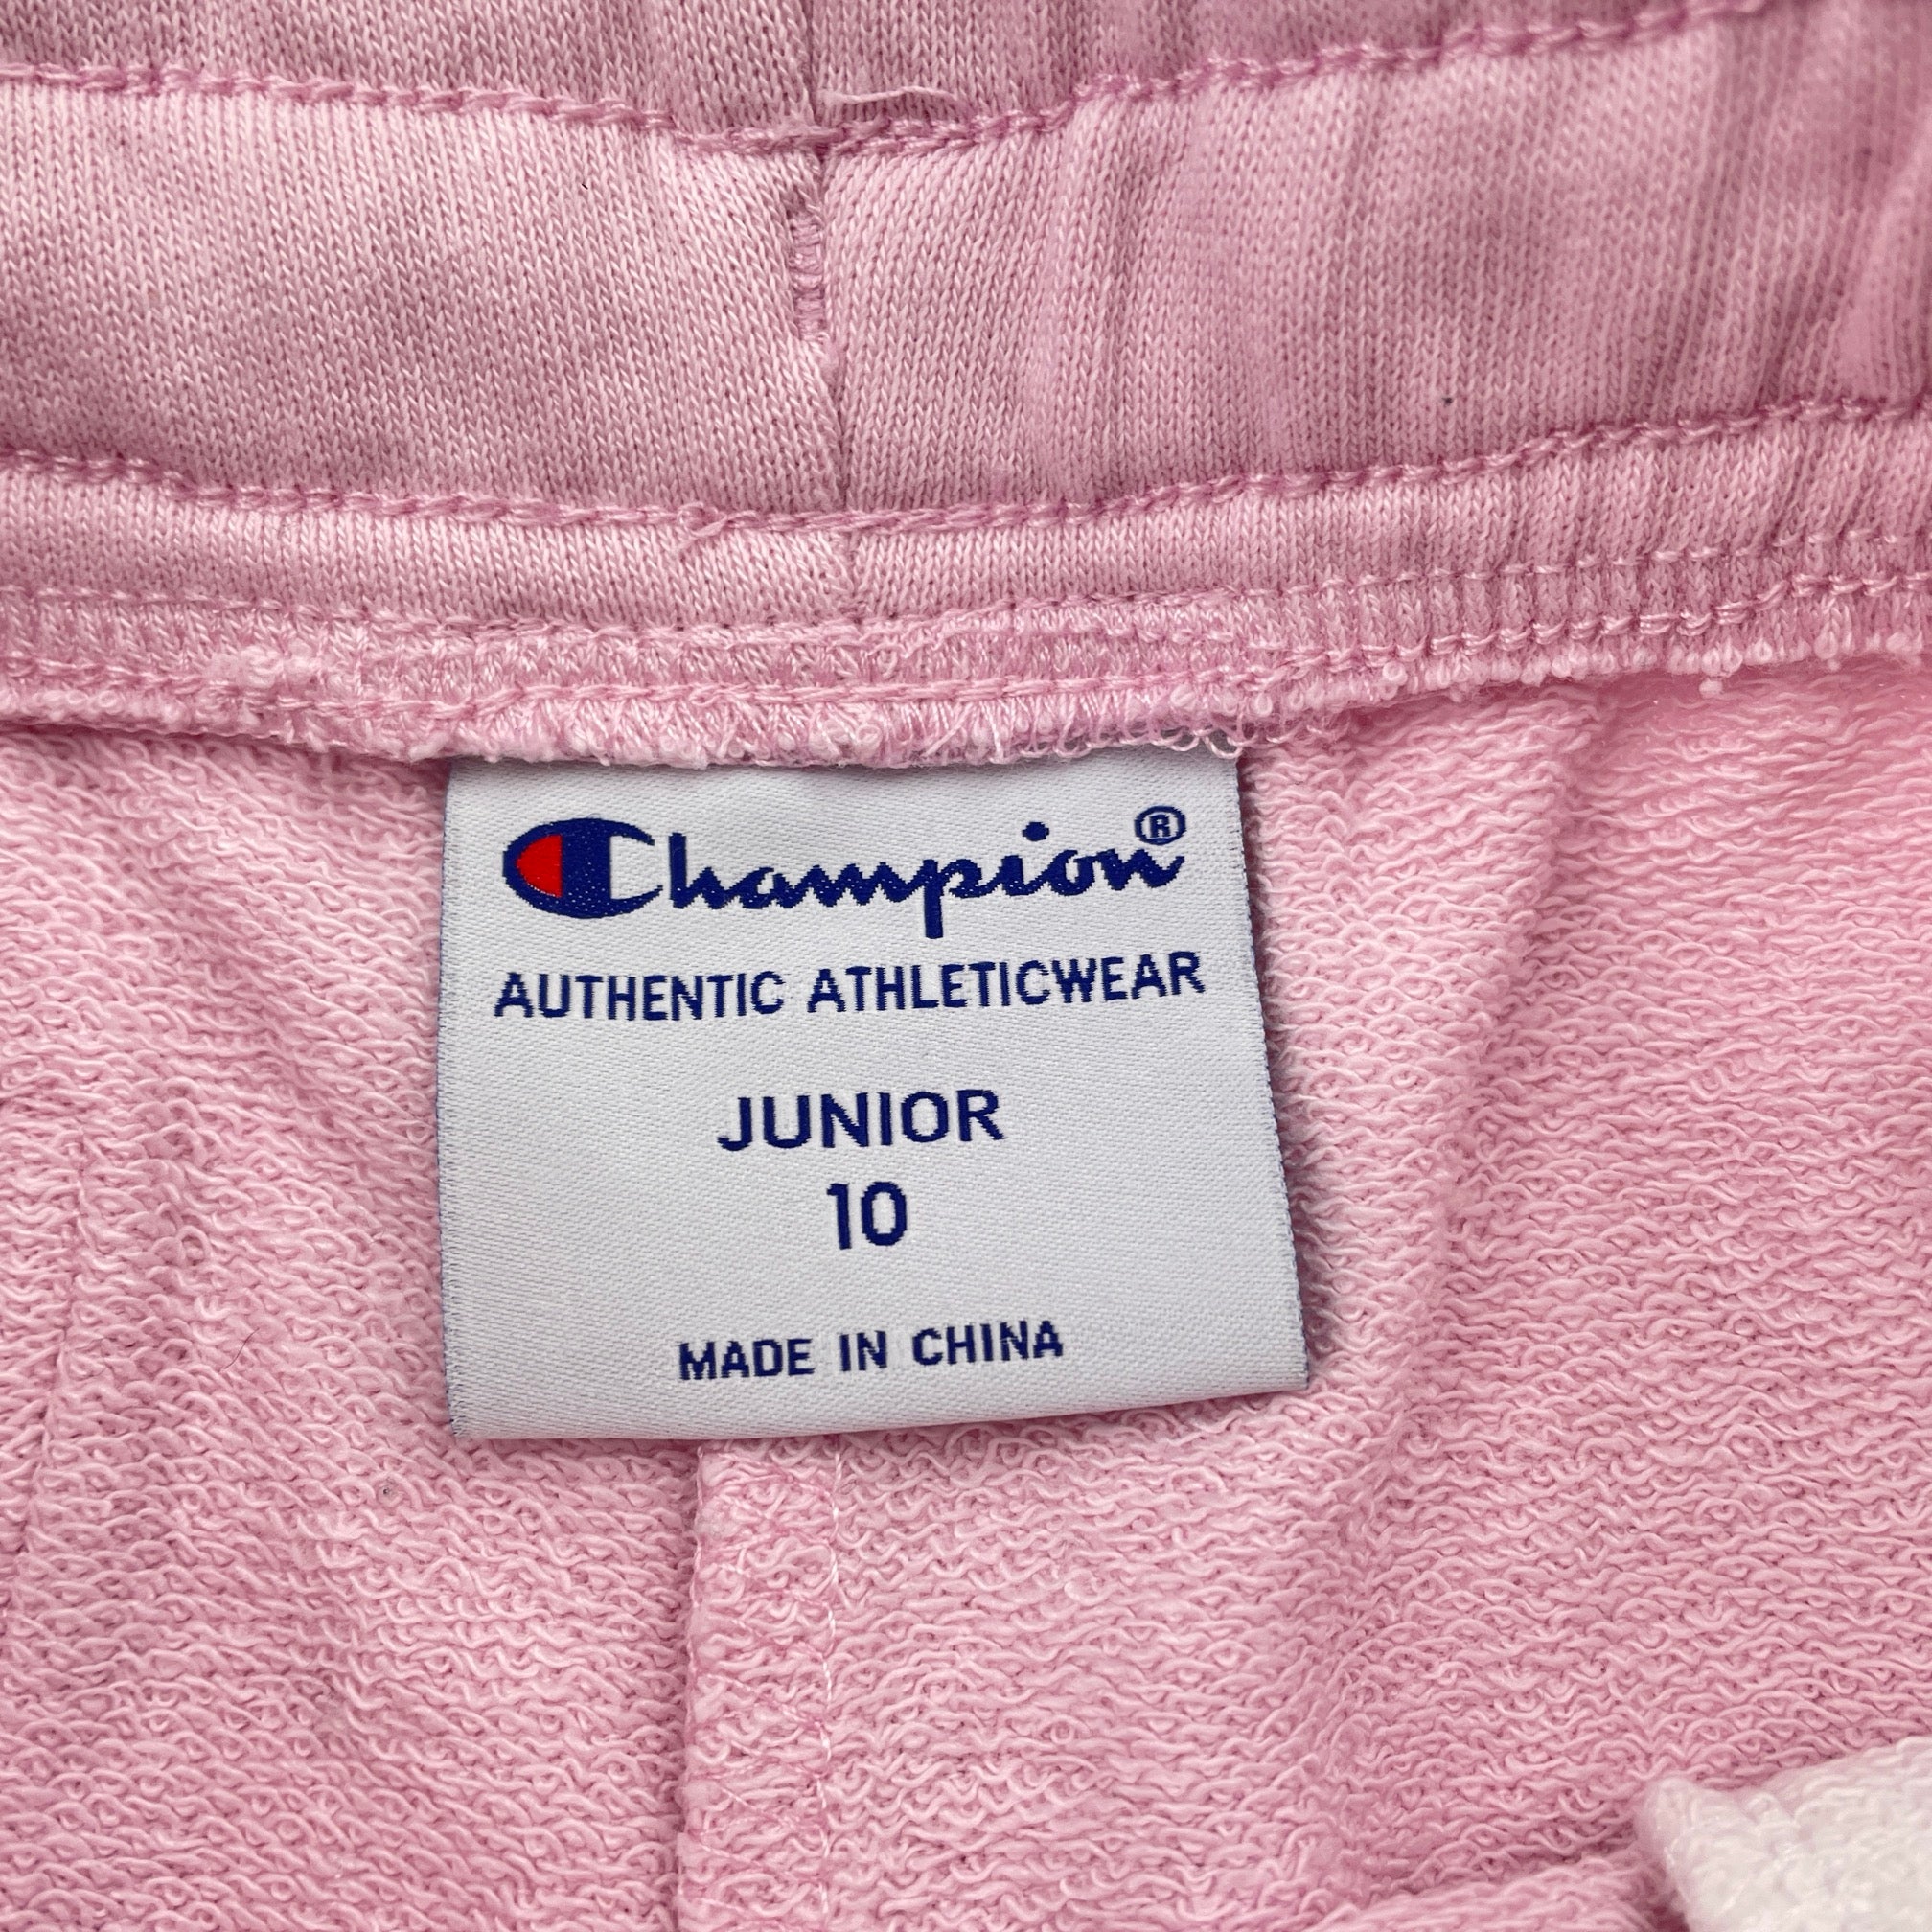 Champion®
AUTHENTIC ATHLETICWEAR
JUNIOR
10
MADE IN CHINA